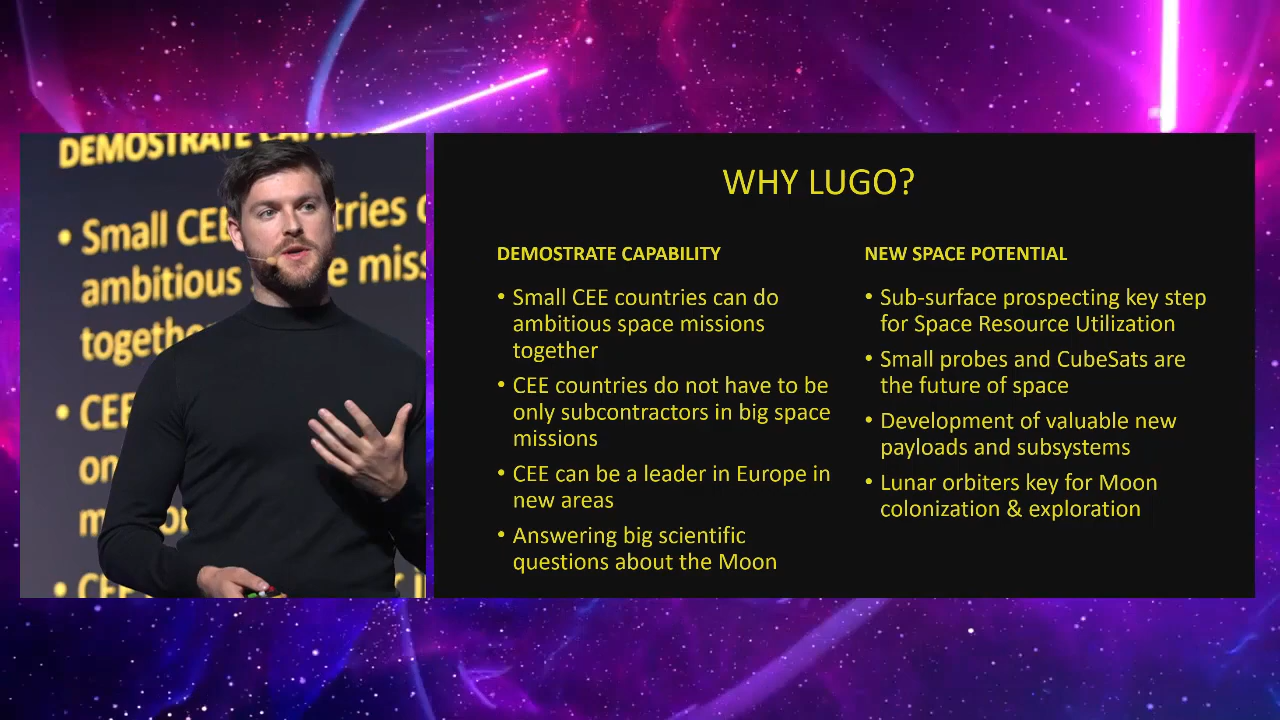 DEMOSTRATE CAPABI
• Small CEE tries
ambitious e miss
togethe
• CEE
on
m
• CEE
WHY LUGO?
DEMOSTRATE CAPABILITY
• Small CEE countries can do
ambitious space missions
together
• CEE countries do not have to be
only subcontractors in big space
missions
• CEE can be a leader in Europe in
new areas
• Answering big scientific
questions about the Moon
NEW SPACE POTENTIAL
• Sub-surface prospecting key step
for Space Resource Utilization
• Small probes and CubeSats are
the future of space
• Development of valuable new
payloads and subsystems
• Lunar orbiters key for Moon
colonization & exploration